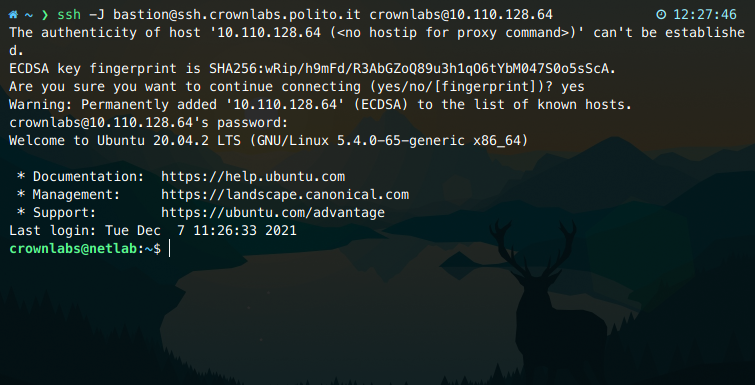 ~ ❯ ssh -J bastion@ssh.crownlabs.polito.it crownlabs@10.110.128.64 12:27:46
The authenticity of host '10.110.128.64 (<no hostip for proxy command>)' can't be establishe
d.
ECDSA key fingerprint is SHA256:wRip/h9mFd/R3AbGZoQ89u3h1qO6tYbM047S0o5sScA.
Are you sure you want to continue connecting (yes/no/[fingerprint])? yes
Warning: Permanently added '10.110.128.64' (ECDSA) to the list of known hosts.
crownlabs@10.110.128.64's password:
Welcome to Ubuntu 20.04.2 LTS (GNU/Linux 5.4.0-65-generic x86_64)
* Documentation:  https://help.ubuntu.com
* Management:     https://landscape.canonical.com
* Support:        https://ubuntu.com/advantage
Last login: Tue Dec  7 11:26:33 2021
crownlabs@netlab:~$